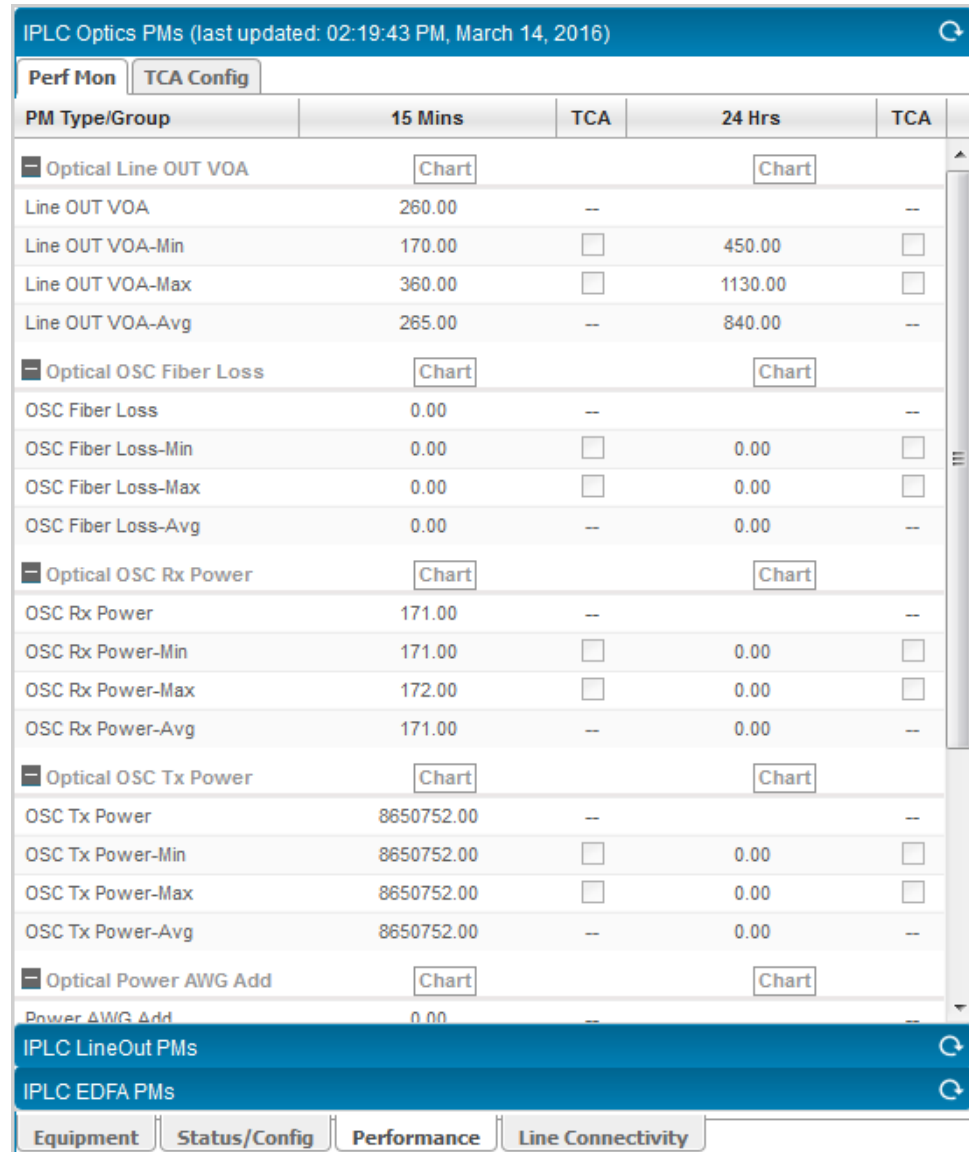 IPLC Optics PMs (last updated: 02:19:43 PM, March 14, 2016)
Perf Mon TCA Config
PM Type/Group 15 Mins TCA 24 Hrs TCA
Optical Line OUT VOA Chart Chart
Line OUT VOA 260.00 -- --
Line OUT VOA-Min 170.00 450.00
Line OUT VOA-Max 360.00 1130.00
Line OUT VOA-Avg 265.00 -- 840.00 --
Optical OSC Fiber Loss Chart Chart
OSC Fiber Loss 0.00 -- --
OSC Fiber Loss-Min 0.00 0.00
OSC Fiber Loss-Max 0.00 0.00
OSC Fiber Loss-Avg 0.00 -- 0.00 --
Optical OSC Rx Power Chart Chart
OSC Rx Power 171.00 -- --
OSC Rx Power-Min 171.00 0.00
OSC Rx Power-Max 172.00 0.00
OSC Rx Power-Avg 171.00 -- 0.00 --
Optical OSC Tx Power Chart Chart
OSC Tx Power 8650752.00 -- --
OSC Tx Power-Min 8650752.00 0.00
OSC Tx Power-Max 8650752.00 0.00
OSC Tx Power-Avg 8650752.00 -- 0.00 --
Optical Power AWG Add Chart Chart
Power AWG Add 0.00 -- --
IPLC LineOut PMs
IPLC EDFA PMs
Equipment Status/Config Performance Line Connectivity